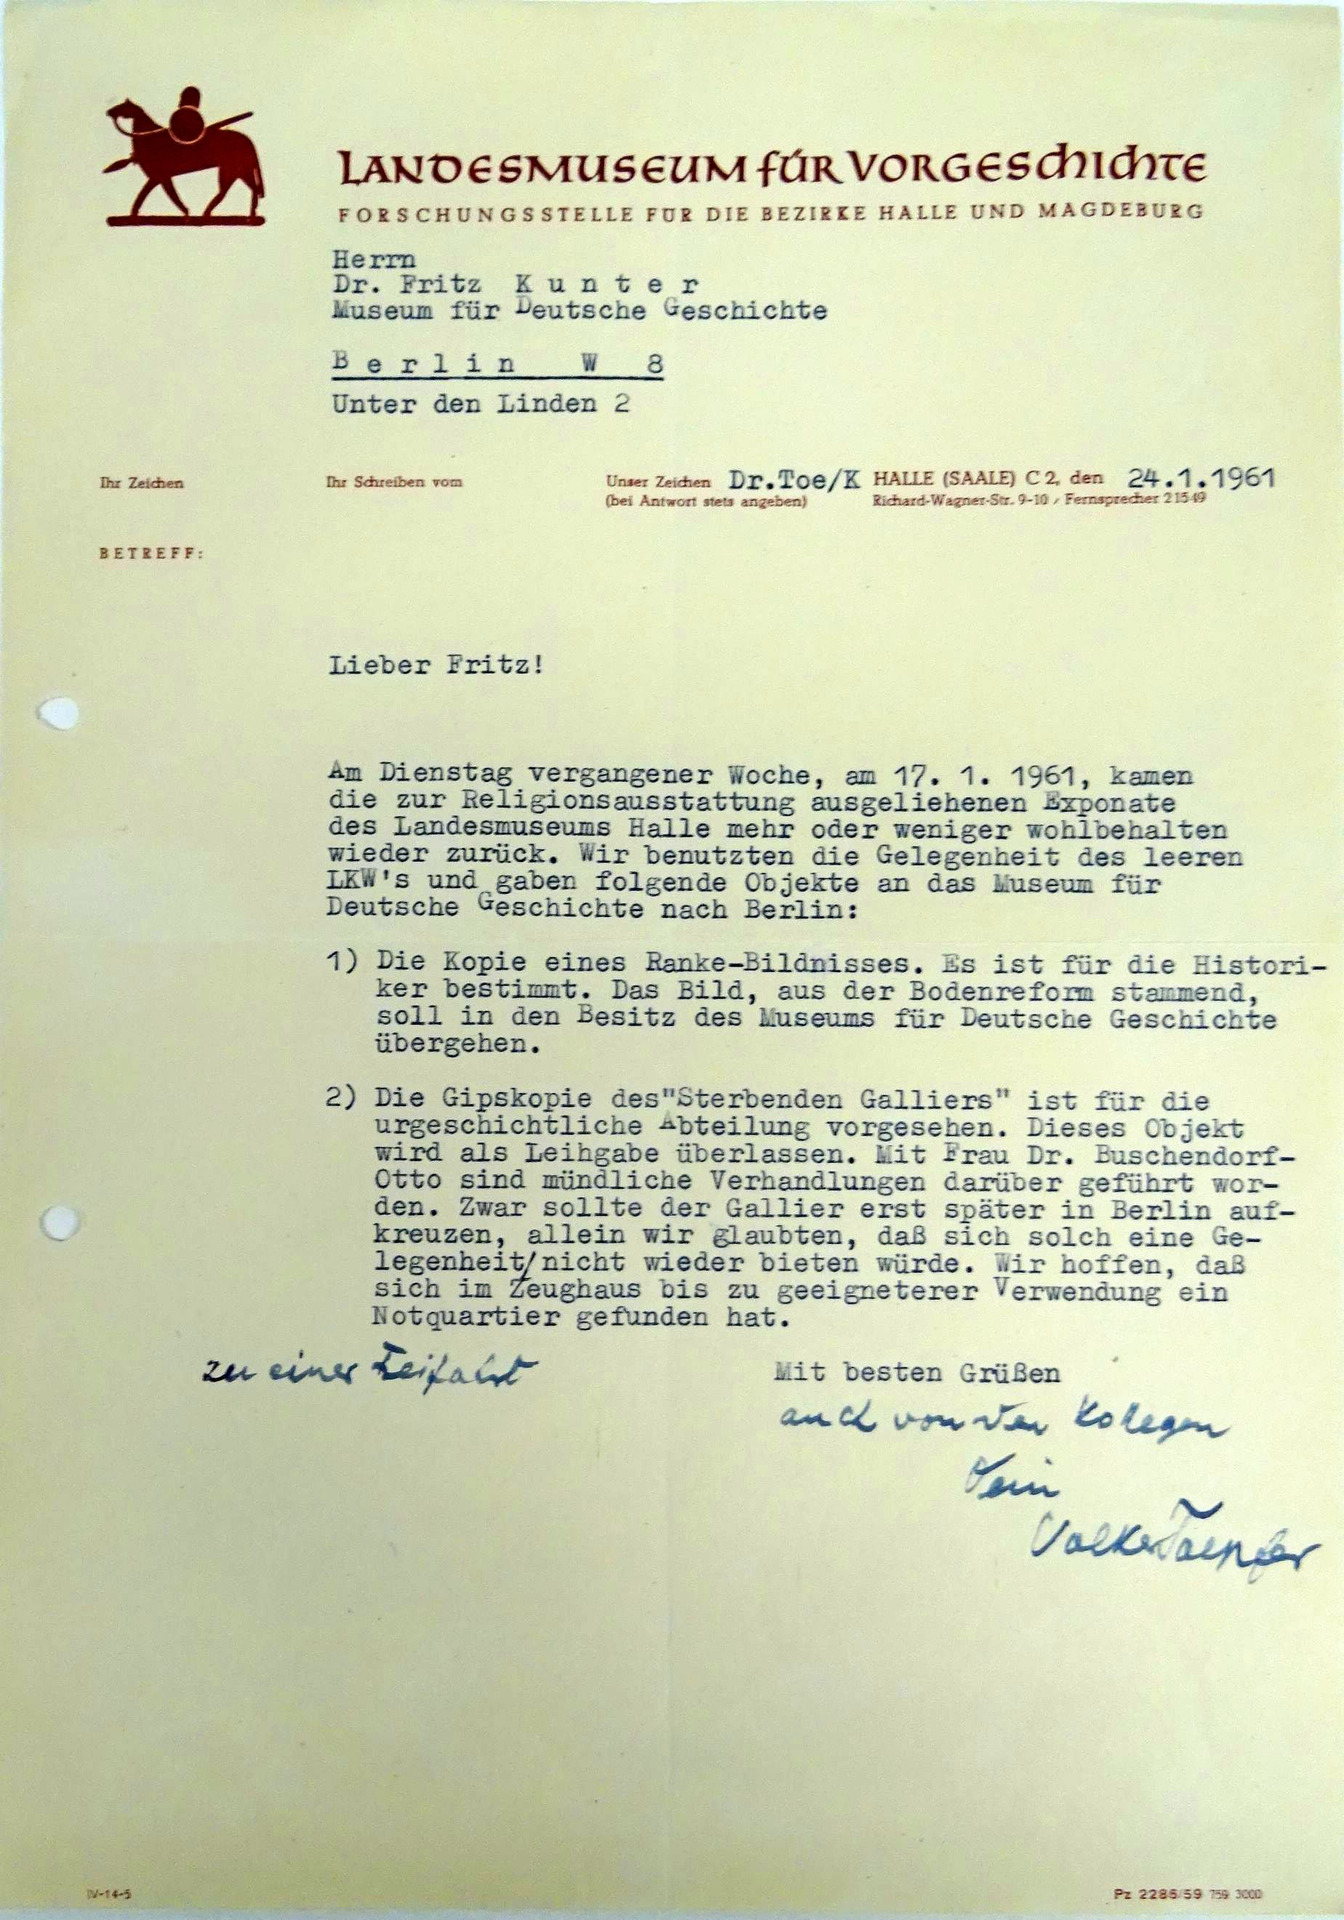 LANDESMUSEUM FÜR VORGESCHICHTE
FORSCHUNGSSTELLE FÜR DIE BEZIRKE HALLE UND MAGDEBURG
Herrn
Dr. Fritz K u n t e r
Museum für Deutsche Geschichte
B e r l i n W 8
Unter den Linden 2
Ihr Zeichen Ihr Schreiben vom Unser Zeichen Dr.Toe/K HALLE (SAALE) C 2, den 24.1.1961
(bei Antwort stets angeben) Richard-Wagner-Str. 9-10 / Fernsprecher 21549
BETREFF:
Lieber Fritz!
Am Dienstag vergangener Woche, am 17. 1. 1961, kamen
die zur Religionsausstattung ausgeliehenen Exponate
des Landesmuseums Halle mehr oder weniger wohlbehalten
wieder zurück. Wir benutzten die Gelegenheit des leeren
LKW's und gaben folgende Objekte an das Museum für
Deutsche Geschichte nach Berlin:
1) Die Kopie eines Ranke-Bildnisses. Es ist für die Histori-
ker bestimmt. Das Bild, aus der Bodenreform stammend,
soll in den Besitz des Museums für Deutsche Geschichte
übergehen.
2) Die Gipskopie des"Sterbenden Galliers" ist für die
urgeschichtliche Abteilung vorgesehen. Dieses Objekt
wird als Leihgabe überlassen. Mit Frau Dr. Buschendorf-
Otto sind mündliche Verhandlungen darüber geführt wor-
den. Zwar sollte der Gallier erst später in Berlin auf-
kreuzen, allein wir glaubten, daß sich solch eine Ge-
legenheit/nicht wieder bieten würde. Wir hoffen, daß
sich im Zeughaus bis zu geeigneterer Verwendung ein
Notquartier gefunden hat.
zu einer
Mit besten Grüßen
auch von den Kollegen
Dein
Volker Toepfer
IV-14-5 Pz 2286/59 759 3000